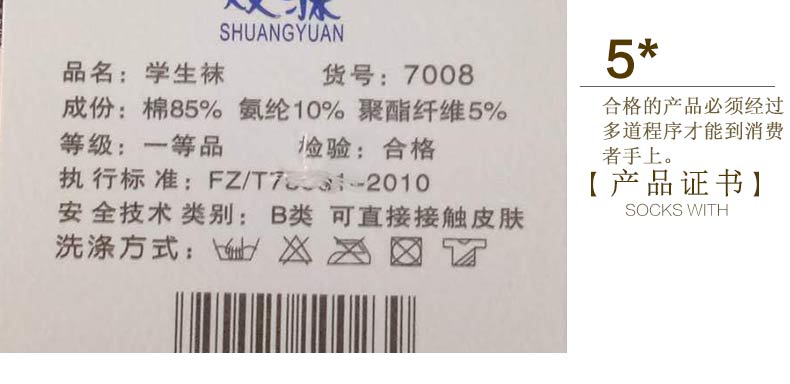 SHUANGYUAN
品名：学生袜 货号：7008
成份：棉85% 氨纶10% 聚酯纤维5%
等级：一等品 检验：合格
执行标准：FZ/T 2010
安全技术类别：B类 可直接接触皮肤
洗涤方式：
5*
合格的产品必须经过
多道程序才能到消费
者手上。
【产品证书】
SOCKS WITH